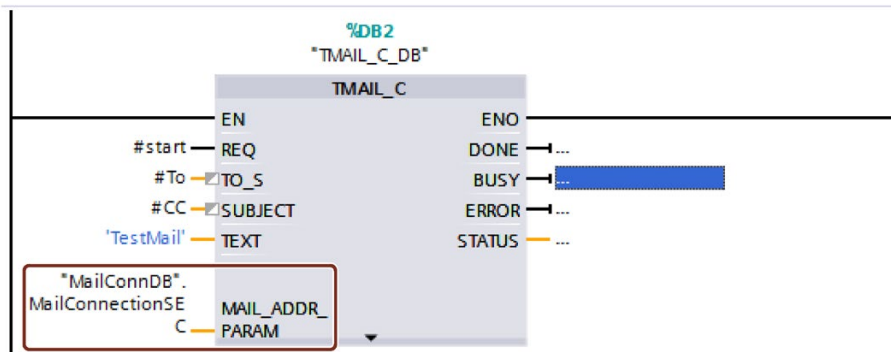 %DB2
"TMAIL_C_DB"
TMAIL_C
EN ENO
#start REQ DONE ...
#To TO_S BUSY ...
#CC SUBJECT ERROR ...
'TestMail' TEXT STATUS ...
"MailConnDB".
MailConnectionSE
C
MAIL_ADDR_
PARAM